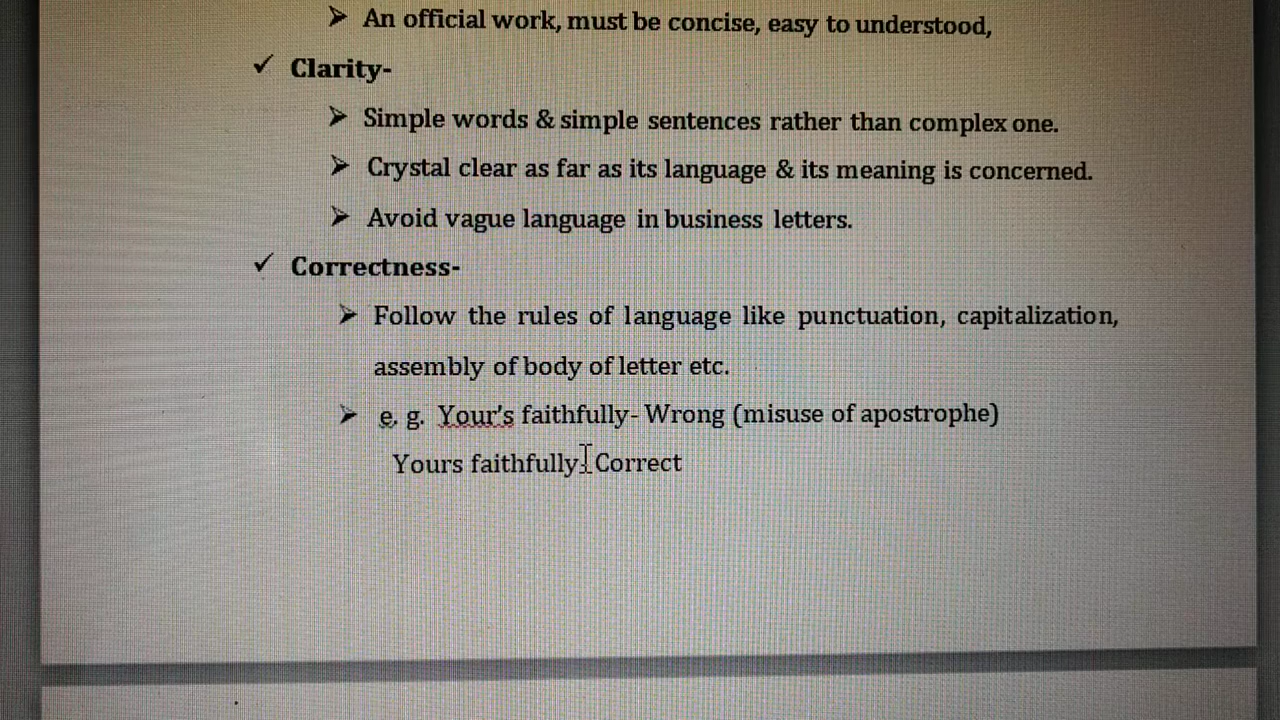 ➢ An official work, must be concise, easy to understood,
✓ Clarity-
➢ Simple words & simple sentences rather than complex one.
➢ Crystal clear as far as its language & its meaning is concerned.
➢ Avoid vague language in business letters.
✓ Correctness-
➢ Follow the rules of language like punctuation, capitalization,
assembly of body of letter etc.
➢ e. g. Your's faithfully- Wrong (misuse of apostrophe)
Yours faithfully- Correct